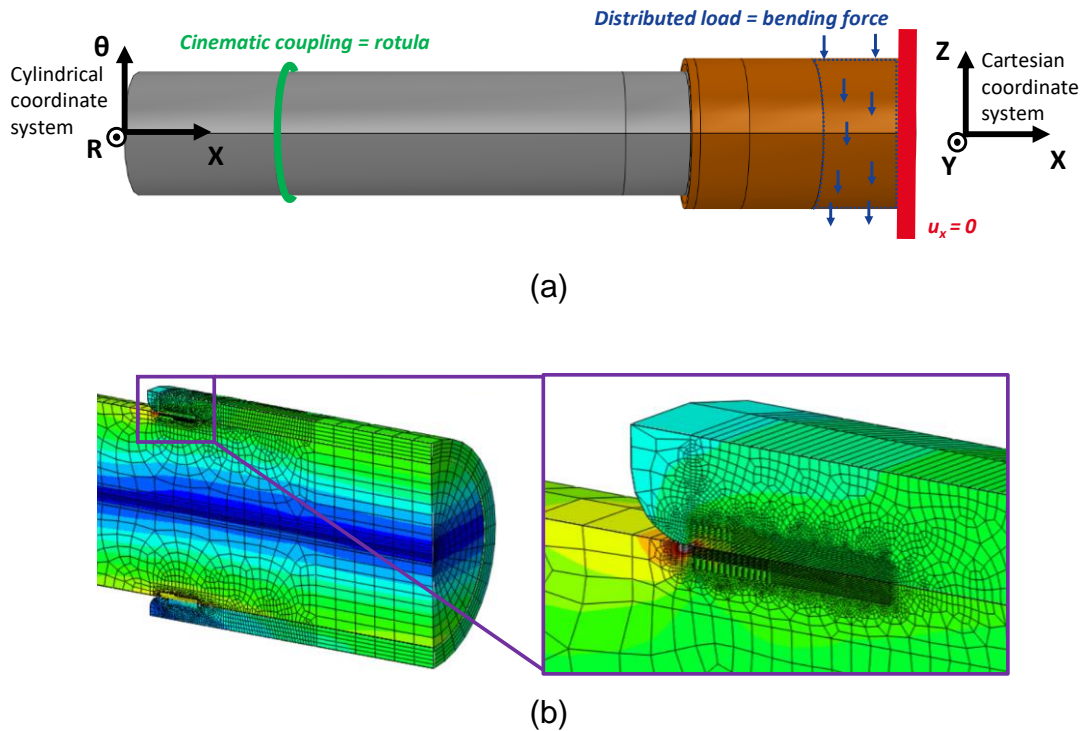 Distributed load = bending force
Cinematic coupling = rotula
θ
Z
Cylindrical
coordinate
system
Cartesian
coordinate
system
R
X
Y
X
u_x = 0
(a)
(b)